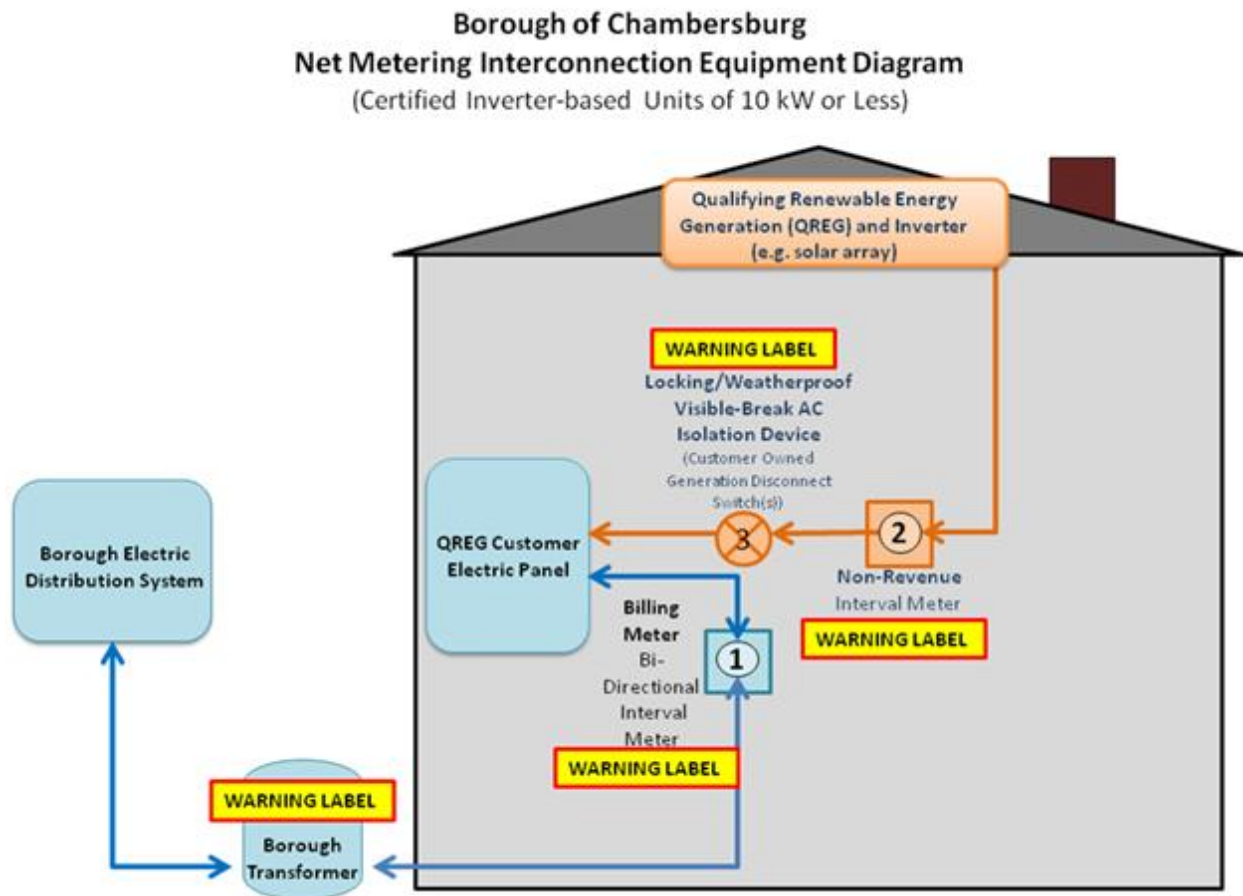 Borough of Chambersburg
Net Metering Interconnection Equipment Diagram
(Certified Inverter-based Units of 10 kW or Less)
Qualifying Renewable Energy
Generation (QREG) and Inverter
(e.g. solar array)
WARNING LABEL
Locking/Weatherproof
Visible-Break AC
Isolation Device
(Customer Owned
Generation Disconnect
Switch(s))
3
2
Non-Revenue
Interval Meter
WARNING LABEL
QREG Customer
Electric Panel
Borough Electric
Distribution System
Billing
Meter
Bi-
Directional
Interval
Meter
1
WARNING LABEL
WARNING LABEL
Borough
Transformer